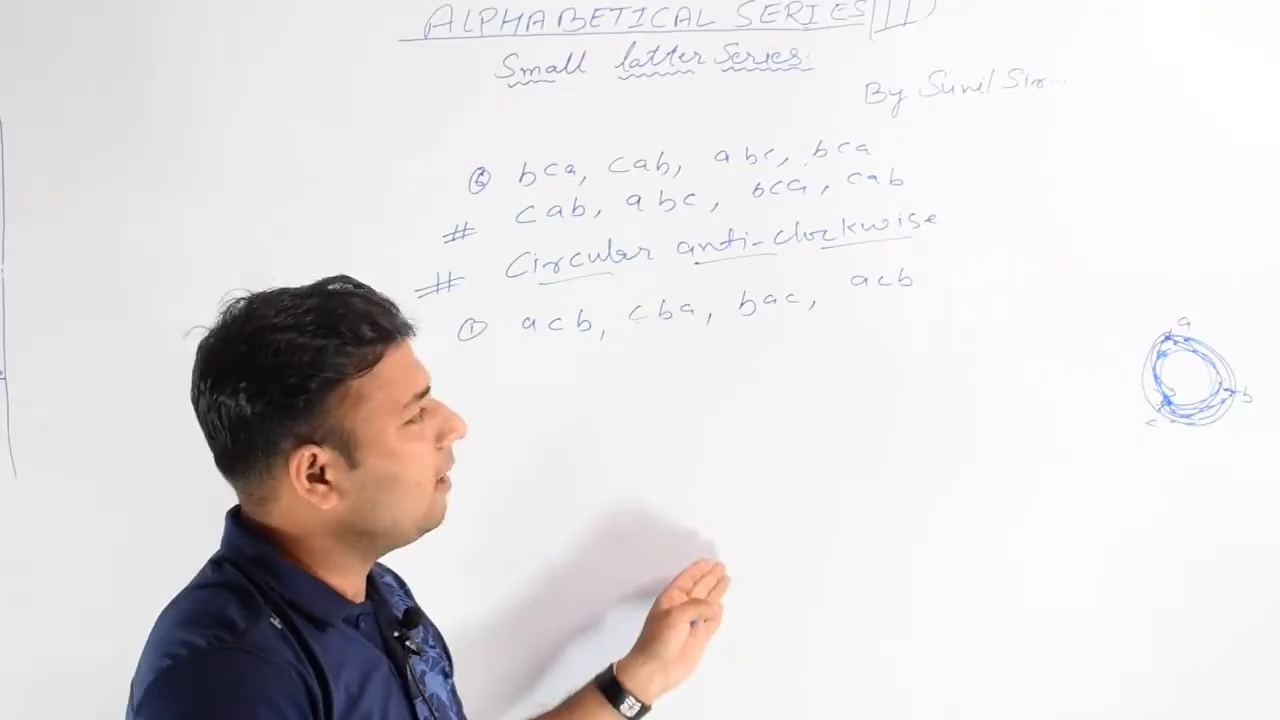 ALPHABETICAL SERIES (II)
Small latter Series.
By Sunil Sir...
⑥ bca, cab, abc, bca
# cab, abc, bca, cab
# Circular anti-clockwise
① acb, cba, bac, acb
a
b
c